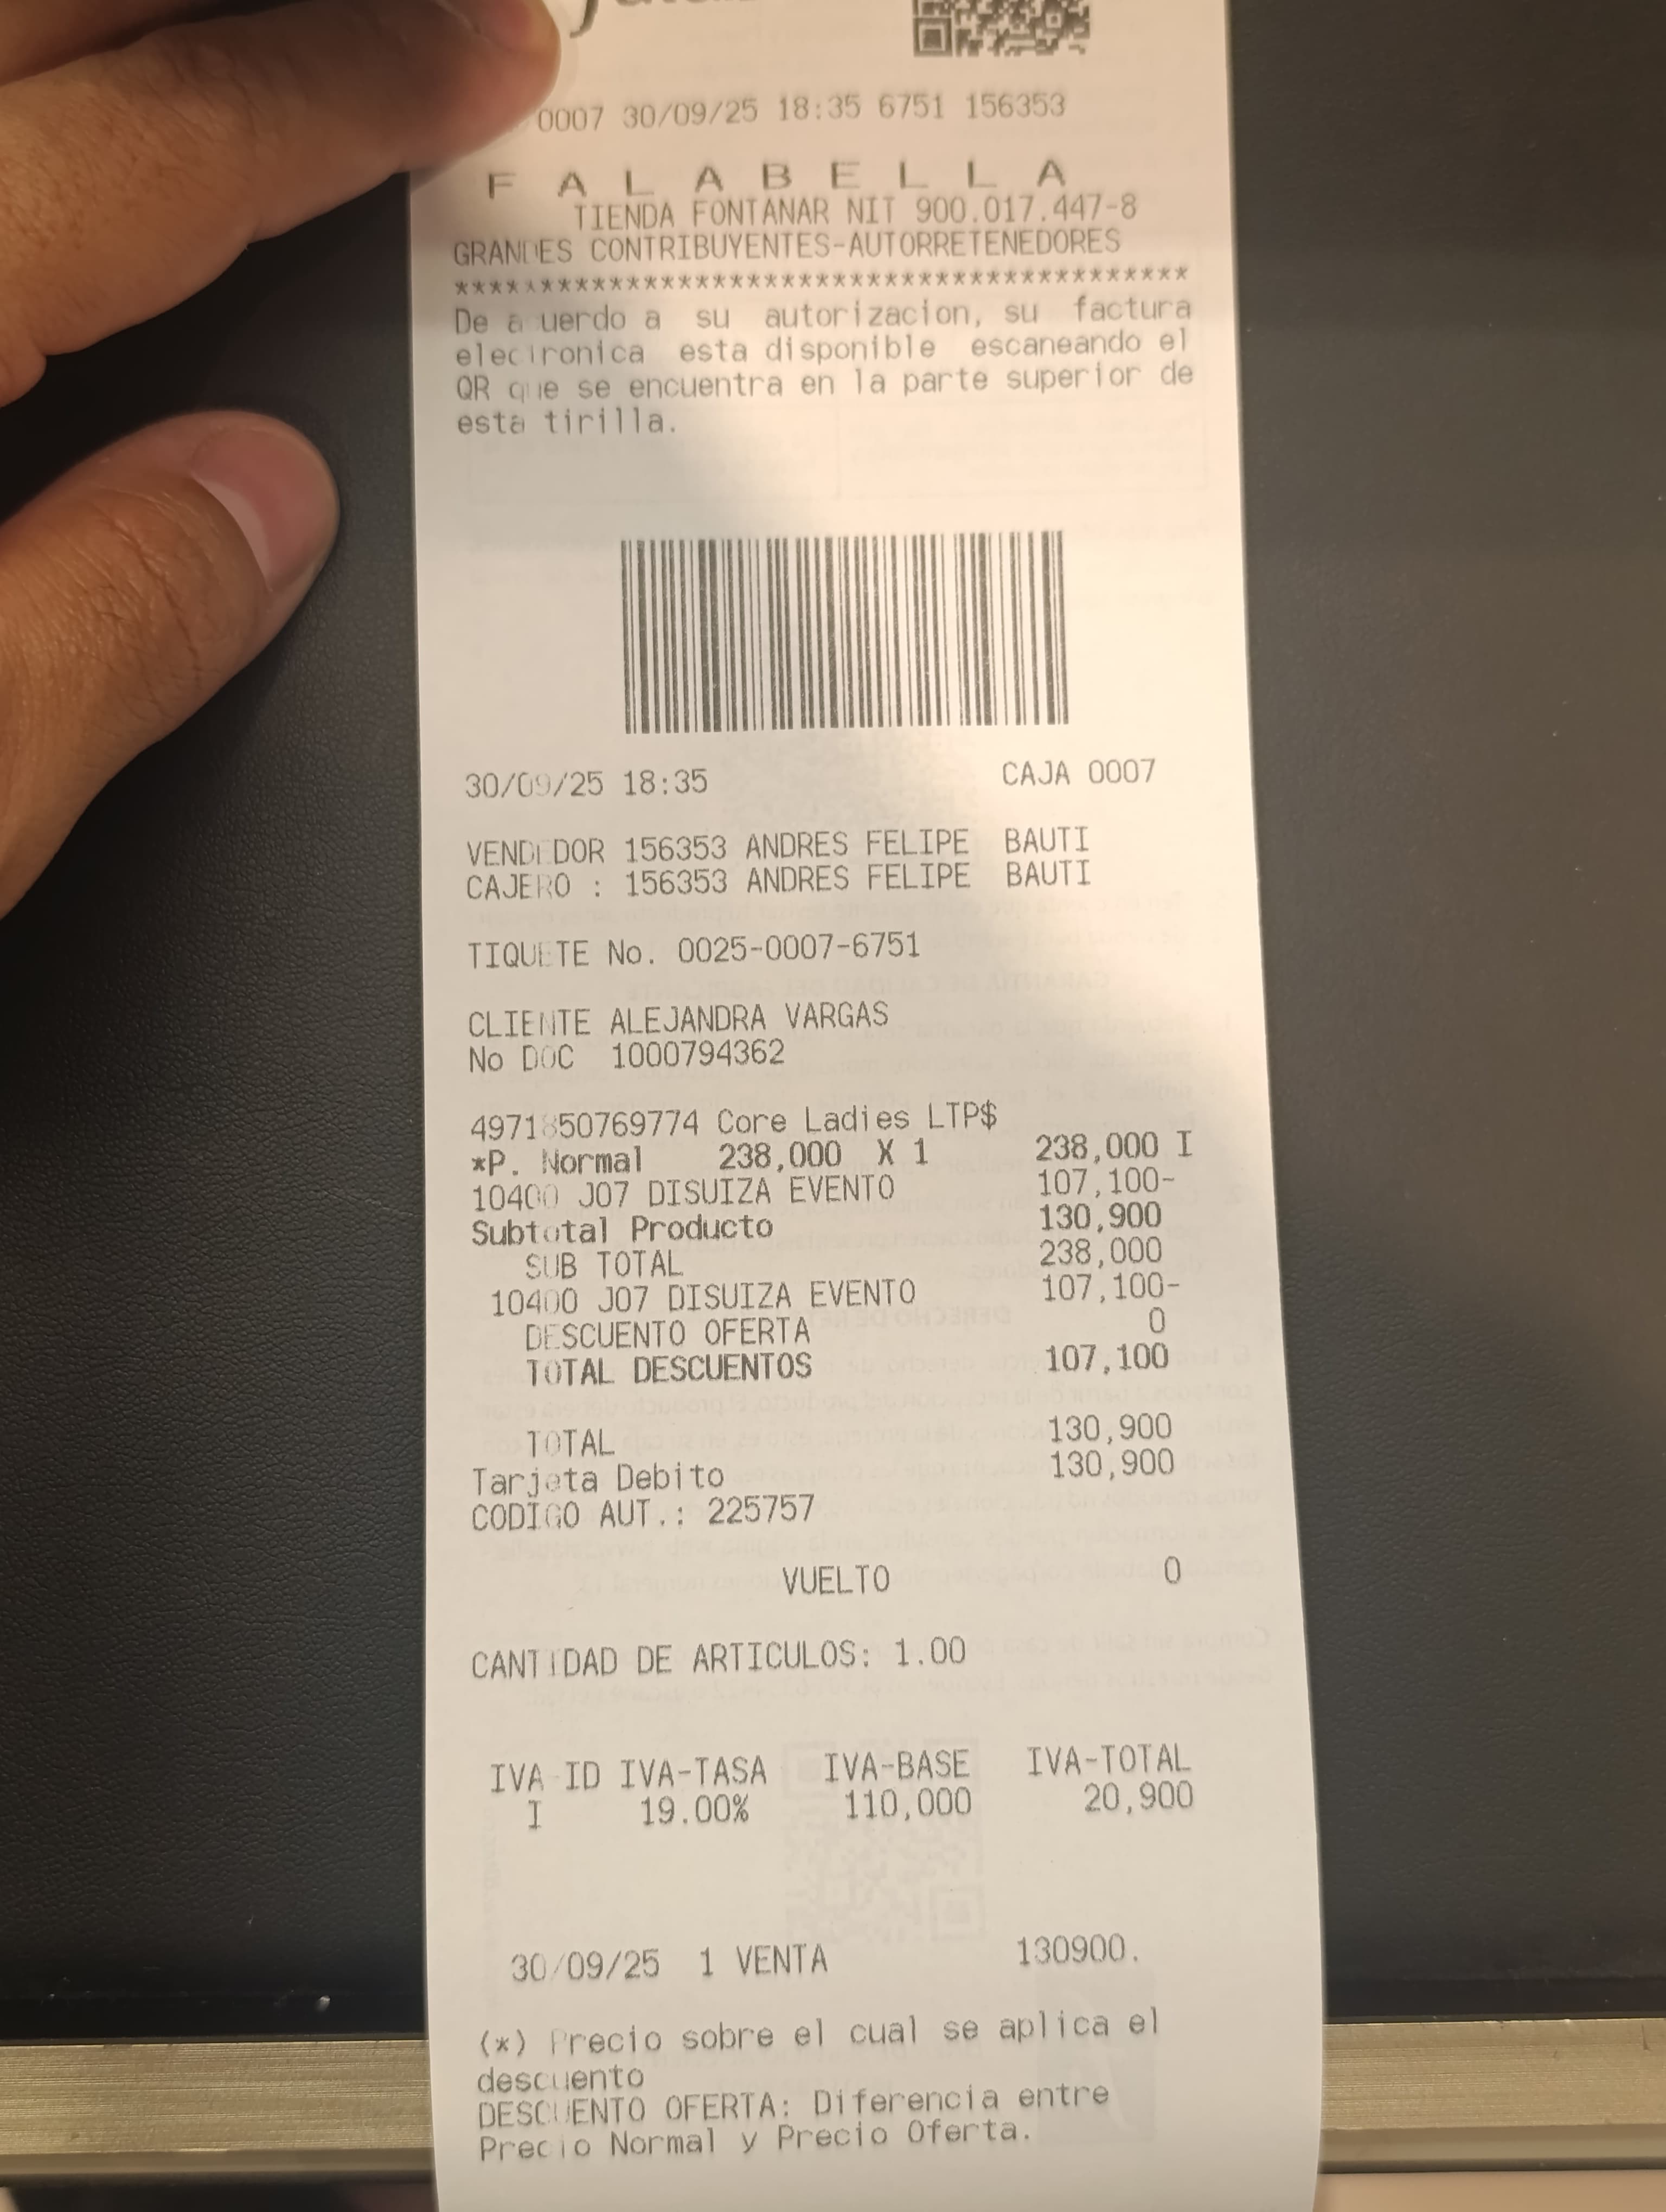 0007 30/09/25 18:35 6751 156353
F A L A B E L L A
TIENDA FONTANAR NIT 900.017.447-8
GRANDES CONTRIBUYENTES-AUTORRETENEDORES
*******************************************
De acuerdo a su autorizacion, su factura
electronica esta disponible escaneando el
QR que se encuentra en la parte superior de
esta tirilla.
30/09/25 18:35 CAJA 0007
VENDEDOR 156353 ANDRES FELIPE BAUTI
CAJERO : 156353 ANDRES FELIPE BAUTI
TIQUETE No. 0025-0007-6751
CLIENTE ALEJANDRA VARGAS
No DOC 1000794362
4971850769774 Core Ladies LTP$
*P. Normal 238,000 X 1 238,000 I
10400 J07 DISUIZA EVENTO 107,100-
Subtotal Producto 130,900
SUB TOTAL 238,000
10400 J07 DISUIZA EVENTO 107,100-
DESCUENTO OFERTA 0
TOTAL DESCUENTOS 107,100
TOTAL 130,900
Tarjeta Debito 130,900
CODIGO AUT.: 225757
VUELTO 0
CANTIDAD DE ARTICULOS: 1.00
IVA ID IVA-TASA IVA-BASE IVA-TOTAL
I 19.00% 110,000 20,900
30/09/25 1 VENTA 130900.
(*) Precio sobre el cual se aplica el
descuento
DESCUENTO OFERTA: Diferencia entre
Precio Normal y Precio Oferta.